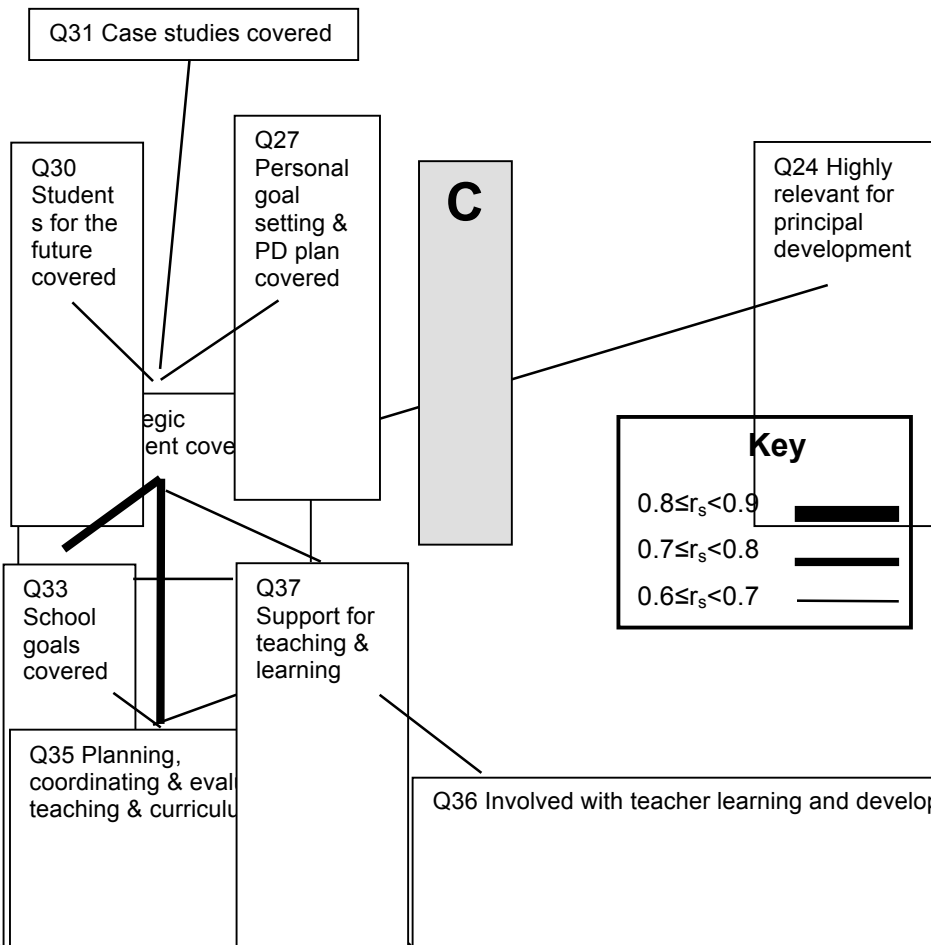 Q31 Case studies covered
Q30
Student
s for the
future
covered
Q27
Personal
goal
setting &
PD plan
covered
C
Q24 Highly
relevant for
principal
development
egic
ent cove
Key
0.8≤rs<0.9
0.7≤rs<0.8
0.6≤rs<0.7
Q33
School
goals
covered
Q37
Support for
teaching &
learning
Q35 Planning,
coordinating & eval
teaching & curricul
Q36 Involved with teacher learning and develop